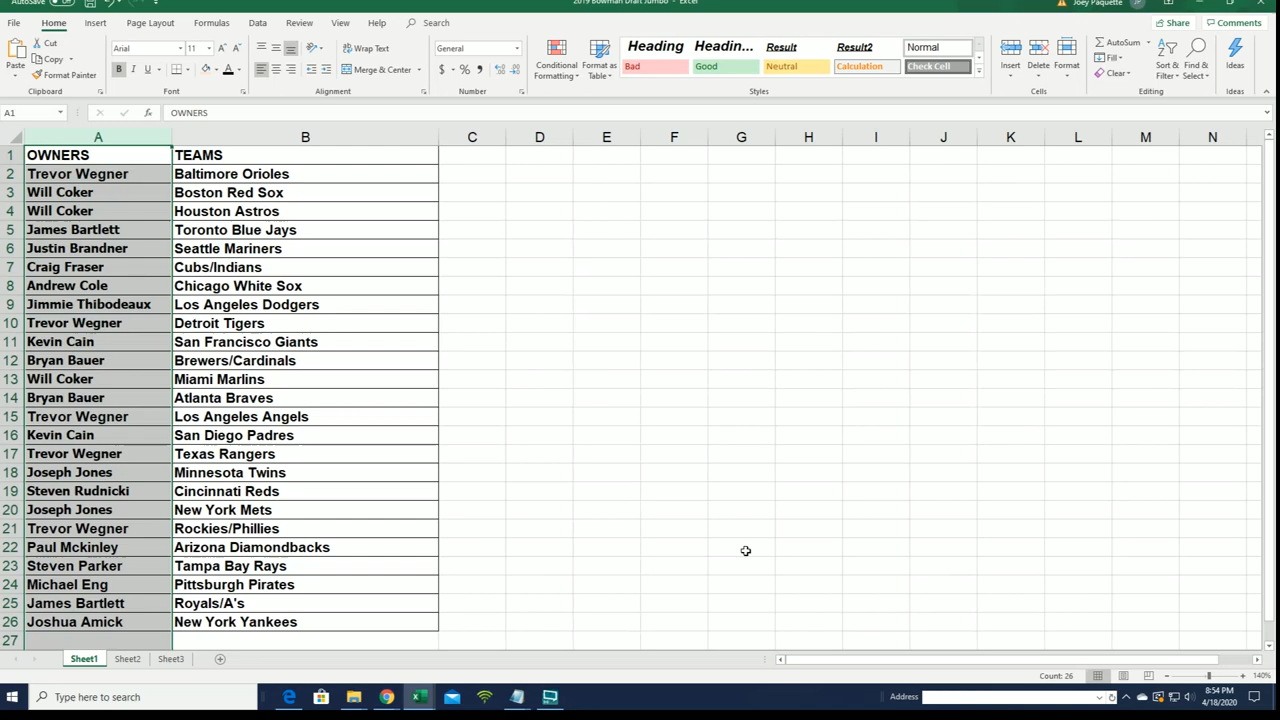 AutoSave Off
2019 Bowman Draft Jumbo - Excel
Joey Paquette JP
File Home Insert Page Layout Formulas Data Review View Help Search Share Comments
Paste Cut Copy Format Painter Clipboard
Arial 11 Font
Wrap Text Merge & Center Alignment
General Number
Conditional Formatting Format as Table
Heading Headin... Result Result2 Normal
Bad Good Neutral Calculation Check Cell
Styles
Insert Delete Format Cells
AutoSum Fill Clear Sort & Filter Find & Select Editing
Ideas Ideas
A1 fx OWNERS
A B C D E F G H I J K L M N
1 OWNERS TEAMS
2 Trevor Wegner Baltimore Orioles
3 Will Coker Boston Red Sox
4 Will Coker Houston Astros
5 James Bartlett Toronto Blue Jays
6 Justin Brandner Seattle Mariners
7 Craig Fraser Cubs/Indians
8 Andrew Cole Chicago White Sox
9 Jimmie Thibodeaux Los Angeles Dodgers
10 Trevor Wegner Detroit Tigers
11 Kevin Cain San Francisco Giants
12 Bryan Bauer Brewers/Cardinals
13 Will Coker Miami Marlins
14 Bryan Bauer Atlanta Braves
15 Trevor Wegner Los Angeles Angels
16 Kevin Cain San Diego Padres
17 Trevor Wegner Texas Rangers
18 Joseph Jones Minnesota Twins
19 Steven Rudnicki Cincinnati Reds
20 Joseph Jones New York Mets
21 Trevor Wegner Rockies/Phillies
22 Paul Mckinley Arizona Diamondbacks
23 Steven Parker Tampa Bay Rays
24 Michael Eng Pittsburgh Pirates
25 James Bartlett Royals/A's
26 Joshua Amick New York Yankees
27
Sheet1 Sheet2 Sheet3
Count: 26 140%
Type here to search
Address
8:54 PM
4/18/2020